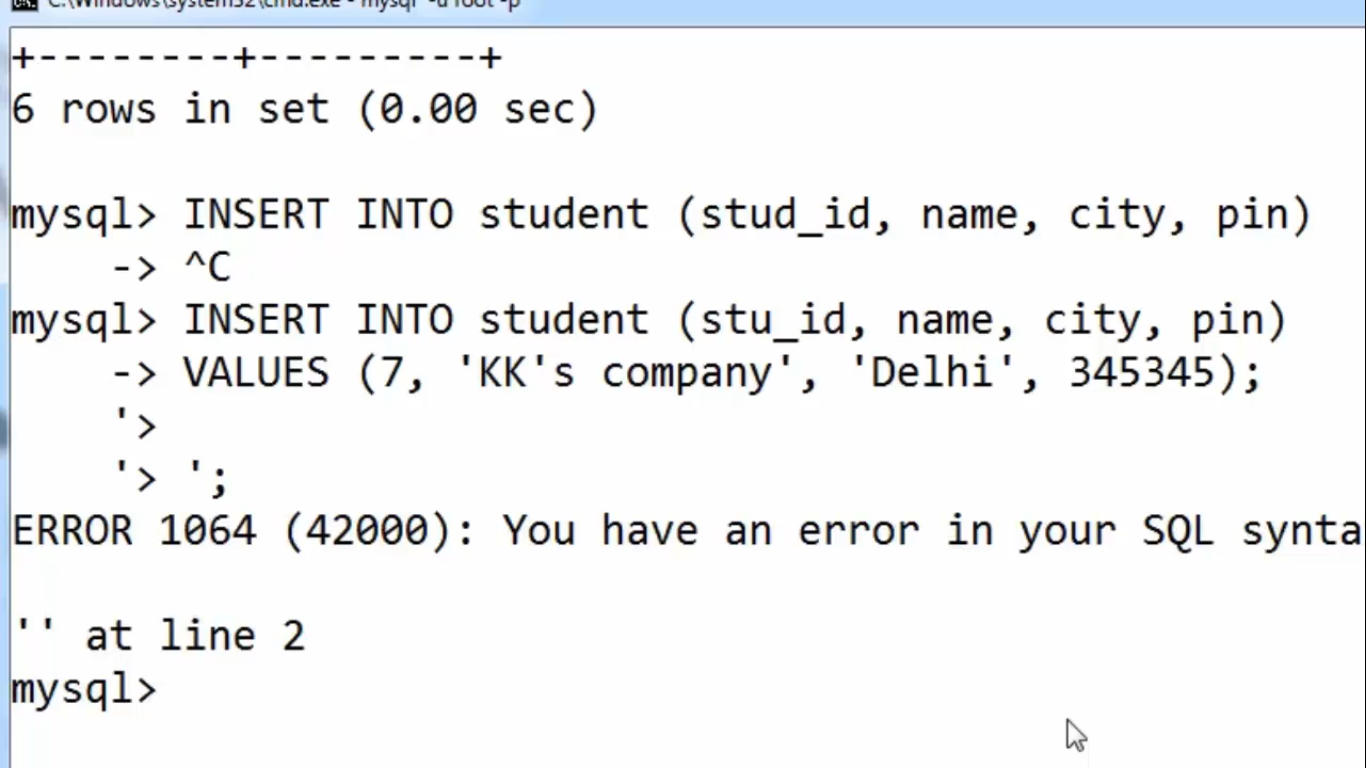 C:\Windows\system32\cmd.exe - mysql -u root -p
+--------+---------+
6 rows in set (0.00 sec)
mysql> INSERT INTO student (stud_id, name, city, pin)
    -> ^C
mysql> INSERT INTO student (stu_id, name, city, pin)
    -> VALUES (7, 'KK's company', 'Delhi', 345345);
    '>
    '> ';
ERROR 1064 (42000): You have an error in your SQL synta
'' at line 2
mysql>